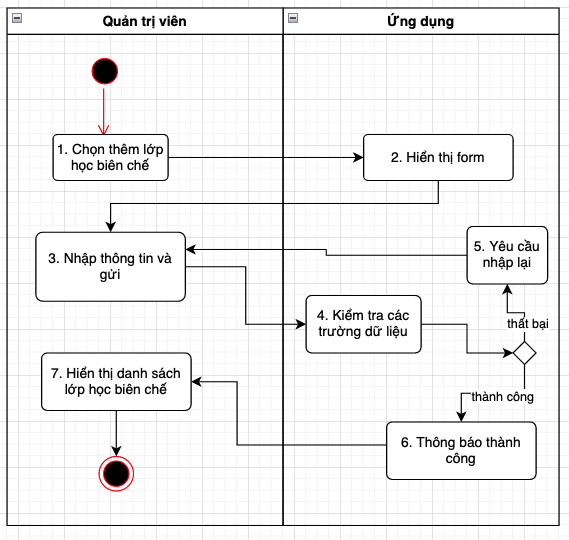 Quản trị viên
Ứng dụng
1. Chọn thêm lớp
học biên chế
2. Hiển thị form
3. Nhập thông tin và
gửi
5. Yêu cầu
nhập lại
4. Kiểm tra các
trường dữ liệu
thất bại
7. Hiển thị danh sách
lớp học biên chế
thành công
6. Thông báo thành
công